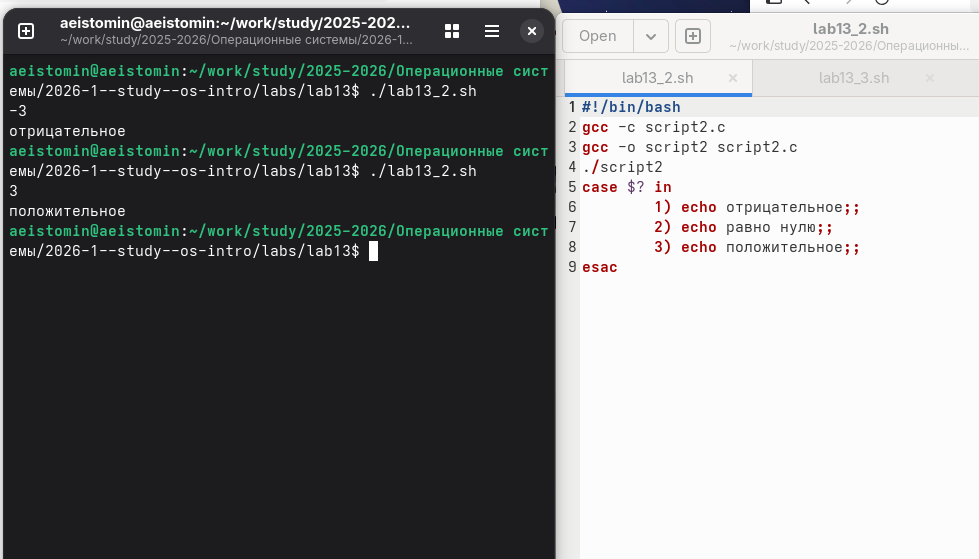 aeistomin@aeistomin:~/work/study/2025-202...
~/work/study/2025-2026/Операционные системы/2026-1...
aeistomin@aeistomin:~/work/study/2025-2026/Операционные сист
емы/2026-1--study--os-intro/labs/lab13$ ./lab13_2.sh
-3
отрицательное
aeistomin@aeistomin:~/work/study/2025-2026/Операционные сист
емы/2026-1--study--os-intro/labs/lab13$ ./lab13_2.sh
3
положительное
aeistomin@aeistomin:~/work/study/2025-2026/Операционные сист
емы/2026-1--study--os-intro/labs/lab13$
Open
lab13_2.sh
~/work/study/2025-2026/Операционны...
lab13_2.sh
lab13_3.sh
1 #!/bin/bash
2 gcc -c script2.c
3 gcc -o script2 script2.c
4 ./script2
5 case $? in
6 1) echo отрицательное;;
7 2) echo равно нулю;;
8 3) echo положительное;;
9 esac